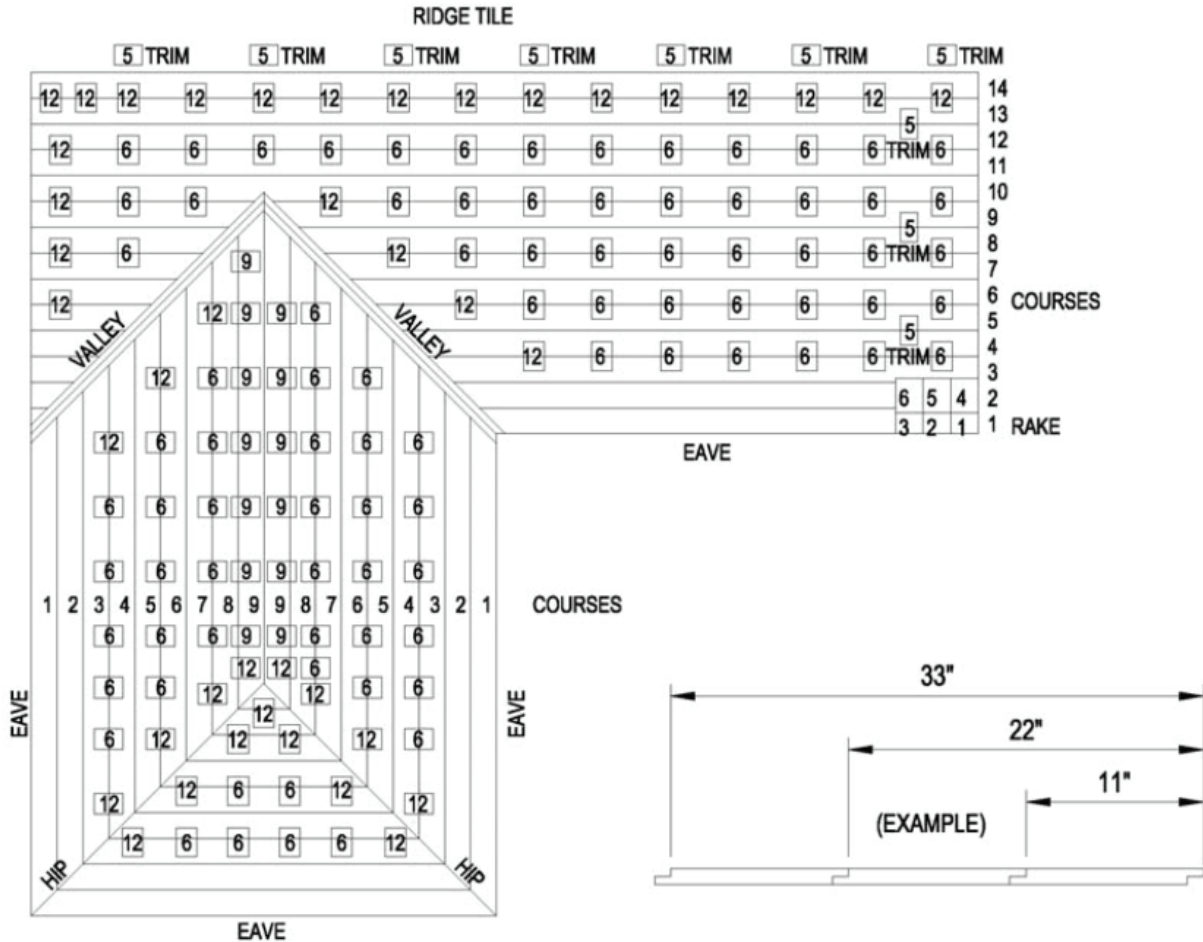 RIDGE TILE
5 TRIM 5 TRIM 5 TRIM 5 TRIM 5 TRIM 5 TRIM 5 TRIM
14
12 12 12 12 12 12 12 12 12 12 12 12 12 12 12
13
5
12
12 6 6 6 6 6 6 6 6 6 6 6 6 TRIM 6
11
10
12 6 6 12 6 6 6 6 6 6 6 6 6
9
5
8
12 6 12 6 6 6 6 6 6 6 TRIM 6
7
9
6 COURSES
12 12 6 6 6 6 6 6 6
12 9 9 6
5
5
VALLEY VALLEY
4
12 6 6 6 6 6 TRIM 6
3
12 6 9 9 6 6
6 5 4 2
3 2 1 1 RAKE
12 6 6 9 9 6 6 6
EAVE
6 6 6 9 9 6 6 6
6 6 6 9 9 6 6 6
1 2 3 4 5 6 7 8 9 9 8 7 6 5 4 3 2 1 COURSES
6 6 6 9 9 6 6 6
12 12 6
6 6 12 12 6 6
12
6 12 12 12 12 6
EAVE EAVE
12 6 6 12
12 12
12 6 6 6 6 12
HIP HIP
EAVE
33"
22"
11"
(EXAMPLE)